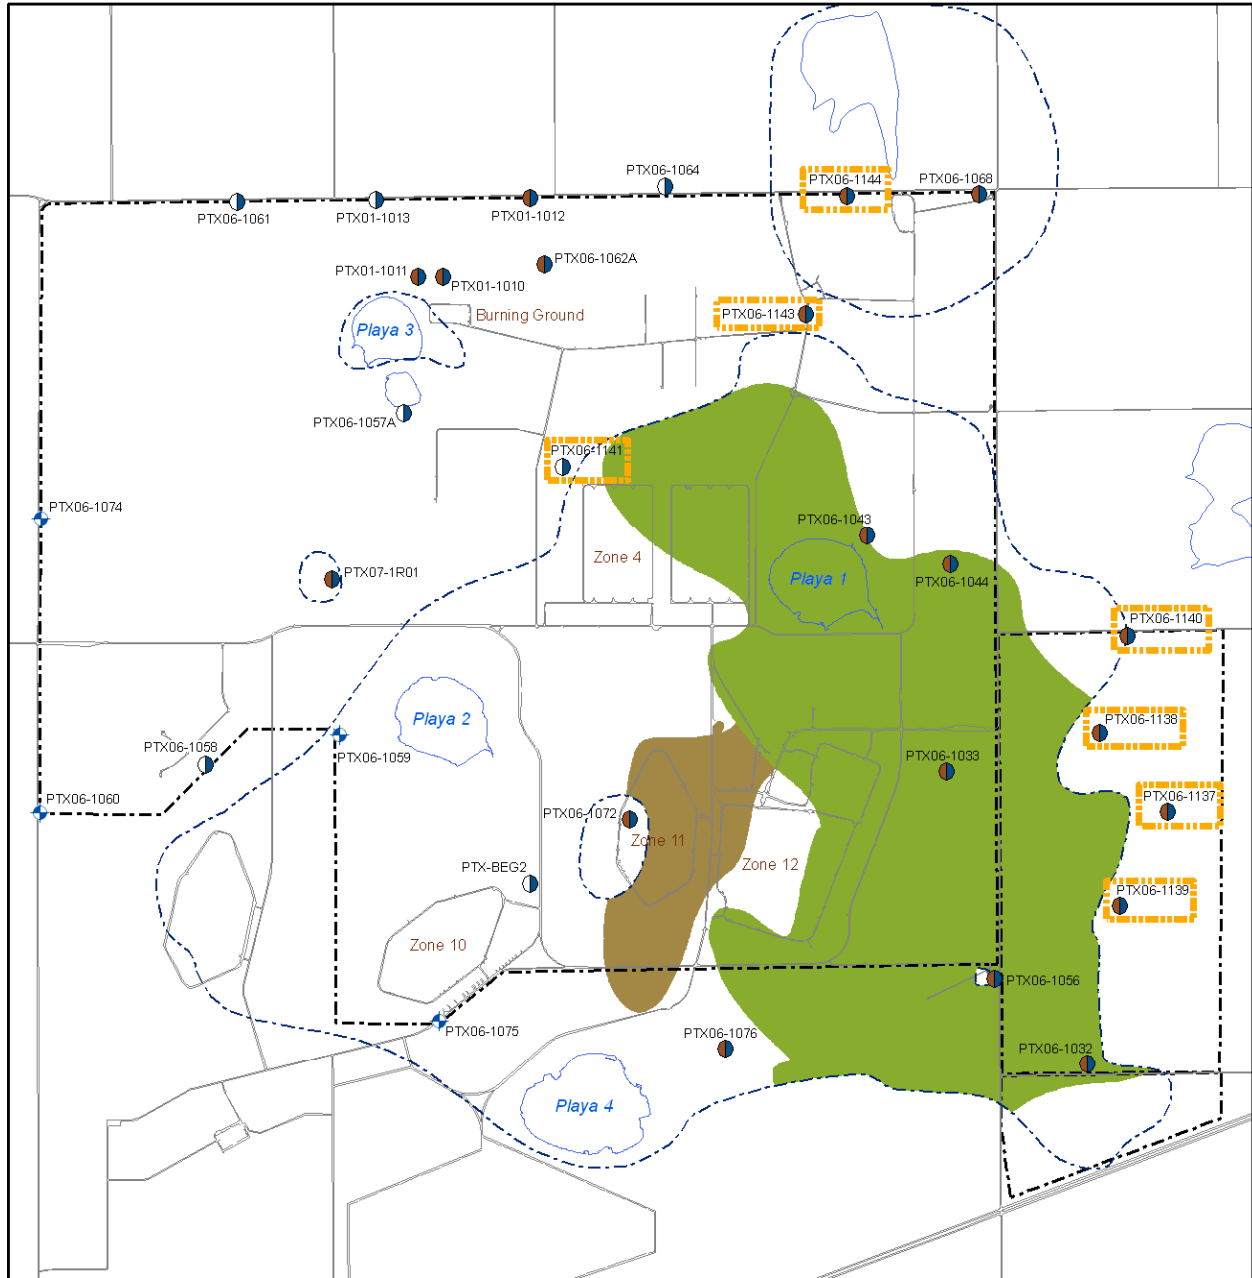 PTX06-1064
PTX06-1144
PTX06-1068
PTX06-1061
PTX01-1013
PTX01-1012
PTX06-1062A
PTX01-1011
PTX01-1010
Burning Ground
PTX06-1143
Playa 3
PTX06-1057A
PTX06-1141
PTX06-1074
PTX06-1043
Zone 4
PTX06-1044
PTX07-1R01
Playa 1
PTX06-1140
Playa 2
PTX06-1138
PTX06-1058
PTX06-1059
PTX06-1033
PTX06-1137
PTX06-1060
PTX06-1072
Zone 11
Zone 12
PTX-BEG2
PTX06-1139
Zone 10
PTX06-1056
PTX06-1075
PTX06-1076
PTX06-1032
Playa 4